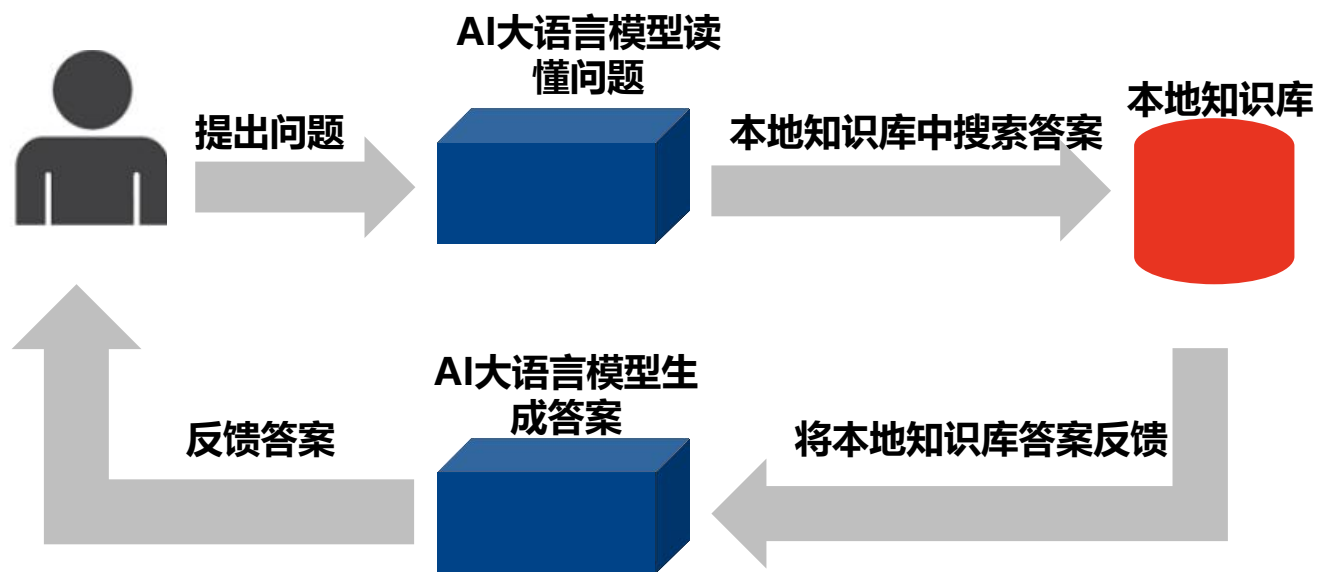 AI大语言模型读
懂问题
本地知识库
提出问题
本地知识库中搜索答案
AI大语言模型生
成答案
反馈答案
将本地知识库答案反馈